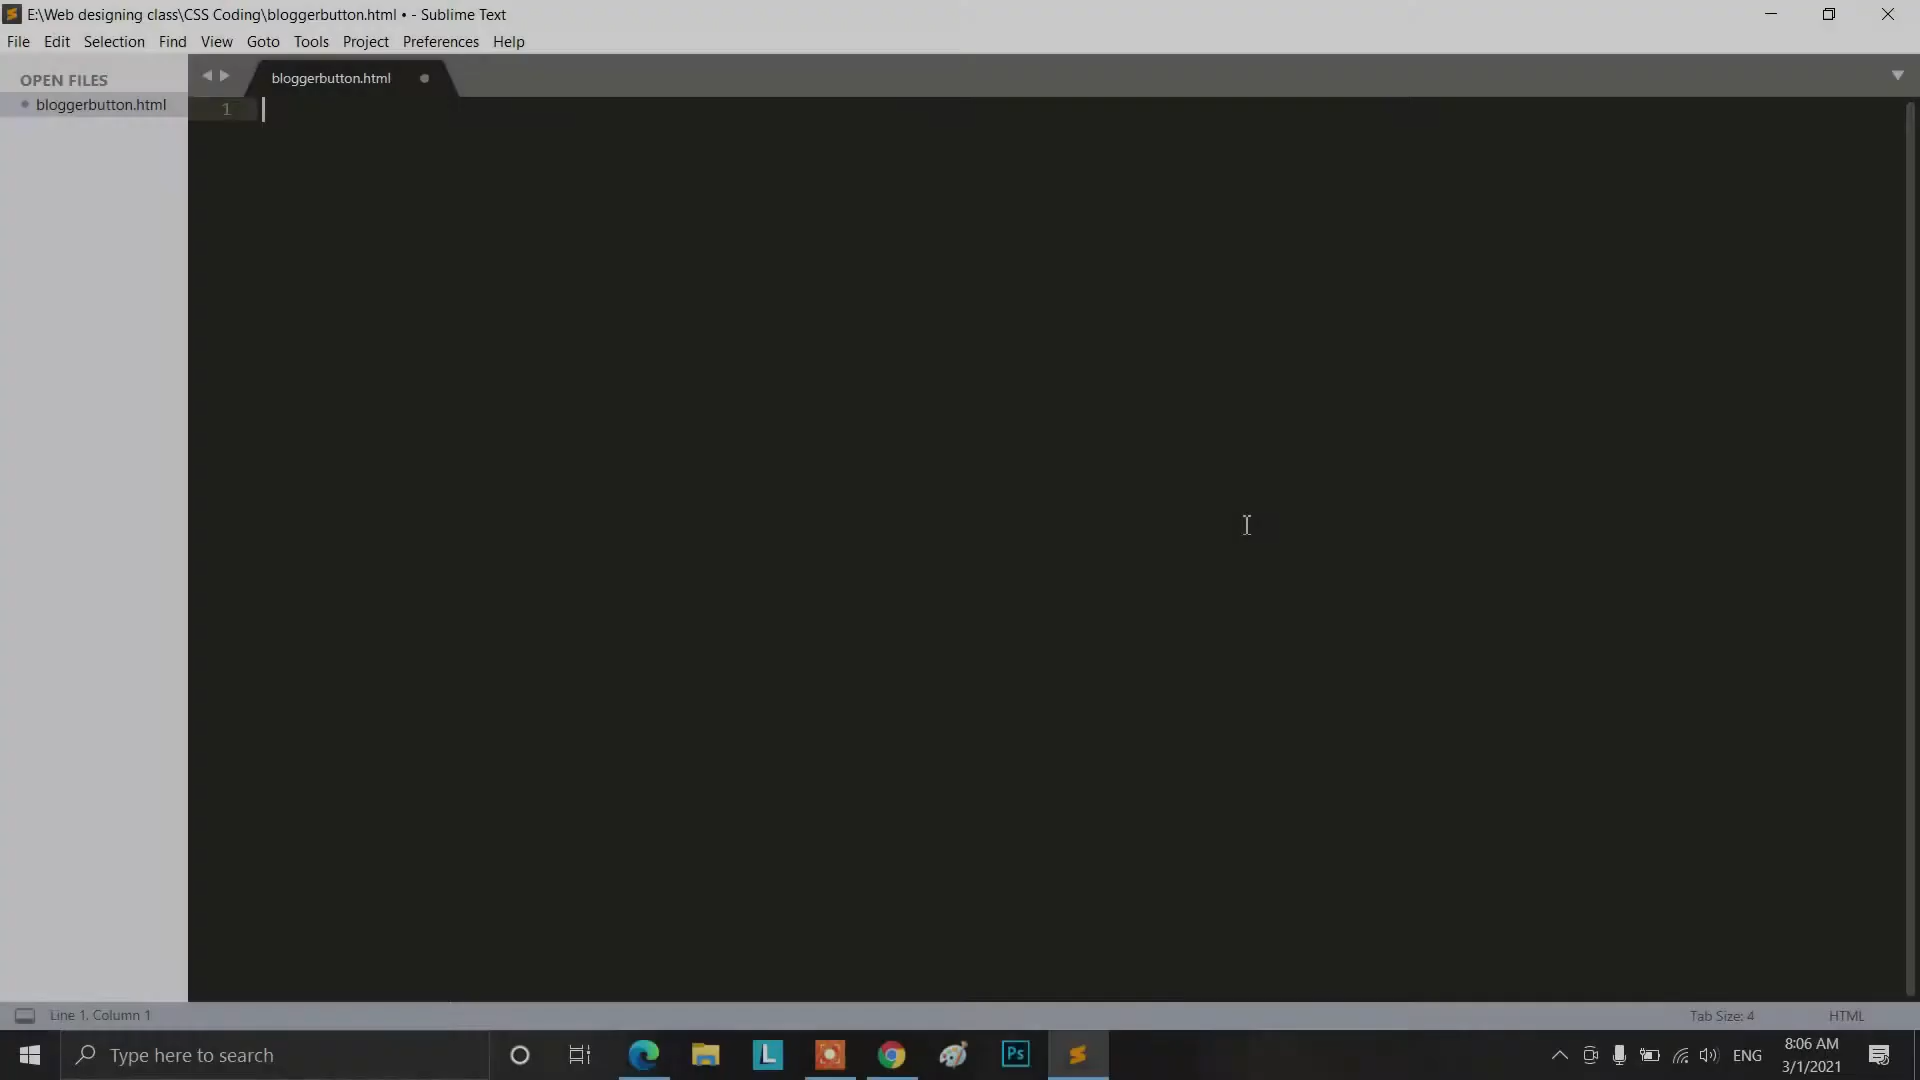 E:\Web designing class\CSS Coding\bloggerbutton.html • - Sublime Text
File Edit Selection Find View Goto Tools Project Preferences Help
OPEN FILES
bloggerbutton.html
bloggerbutton.html
1
Line 1, Column 1
Tab Size: 4
HTML
Type here to search
L
Ps
ENG
8:06 AM
3/1/2021